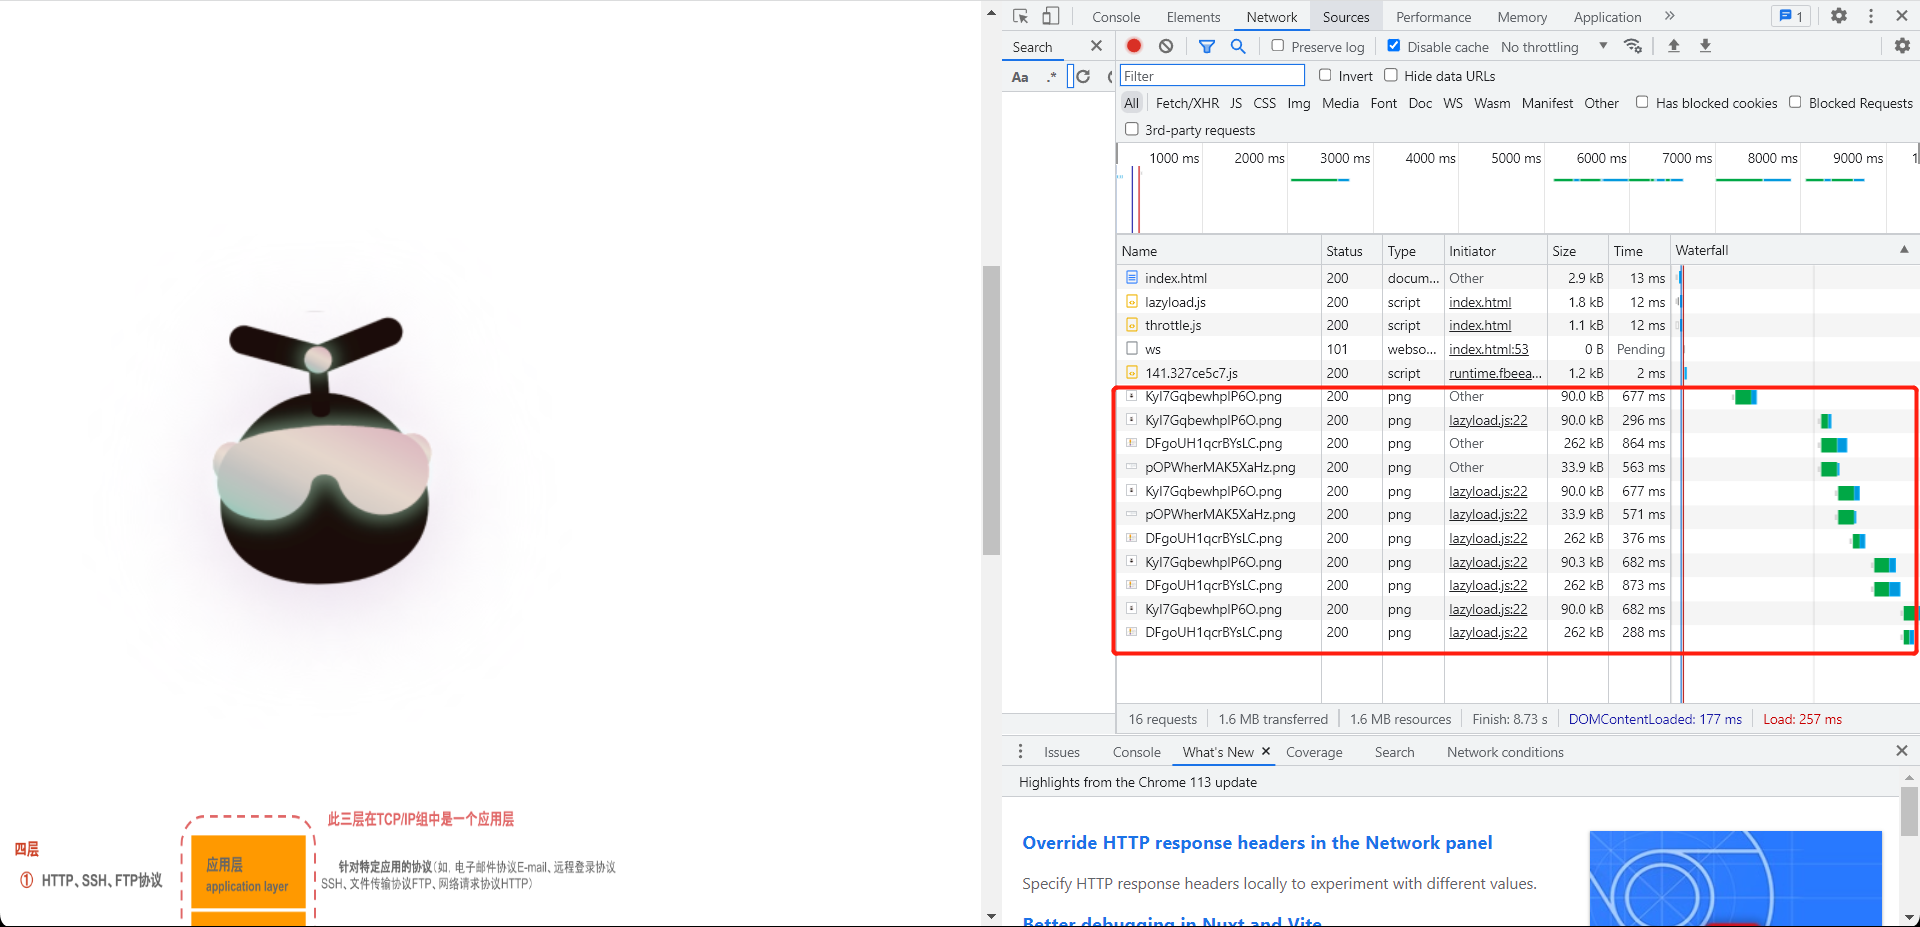 Console Elements Network Sources Performance Memory Application » 1
Search
Preserve log Disable cache No throttling
Aa .*
Filter Invert Hide data URLs
All Fetch/XHR JS CSS Img Media Font Doc WS Wasm Manifest Other Has blocked cookies Blocked Requests
3rd-party requests
1000 ms 2000 ms 3000 ms 4000 ms 5000 ms 6000 ms 7000 ms 8000 ms 9000 ms 1
Name Status Type Initiator Size Time Waterfall
index.html 200 docum... Other 2.9 kB 13 ms
lazyload.js 200 script index.html 1.8 kB 12 ms
throttle.js 200 script index.html 1.1 kB 12 ms
ws 101 webso... index.html:53 0 B Pending
141.327ce5c7.js 200 script runtime.fbeea... 1.2 kB 2 ms
KyI7GqbewhpIP6O.png 200 png Other 90.0 kB 677 ms
KyI7GqbewhpIP6O.png 200 png lazyload.js:22 90.0 kB 296 ms
DFgoUH1qcrBYsLC.png 200 png Other 262 kB 864 ms
pOPWherMAK5XaHz.png 200 png Other 33.9 kB 563 ms
KyI7GqbewhpIP6O.png 200 png lazyload.js:22 90.0 kB 677 ms
pOPWherMAK5XaHz.png 200 png lazyload.js:22 33.9 kB 571 ms
DFgoUH1qcrBYsLC.png 200 png lazyload.js:22 262 kB 376 ms
KyI7GqbewhpIP6O.png 200 png lazyload.js:22 90.3 kB 682 ms
DFgoUH1qcrBYsLC.png 200 png lazyload.js:22 262 kB 873 ms
KyI7GqbewhpIP6O.png 200 png lazyload.js:22 90.0 kB 682 ms
DFgoUH1qcrBYsLC.png 200 png lazyload.js:22 262 kB 288 ms
16 requests 1.6 MB transferred 1.6 MB resources Finish: 8.73 s DOMContentLoaded: 177 ms Load: 257 ms
Issues Console What's New Coverage Search Network conditions
Highlights from the Chrome 113 update
Override HTTP response headers in the Network panel
Specify HTTP response headers locally to experiment with different values.
Better debugging in Nuxt and Vite
此三层在TCP/IP组中是一个应用层
四层
① HTTP、SSH、FTP协议
应用层
application layer
针对特定应用的协议(如, 电子邮件协议E-mail、远程登录协议
SSH、文件传输协议FTP、网络请求协议HTTP)